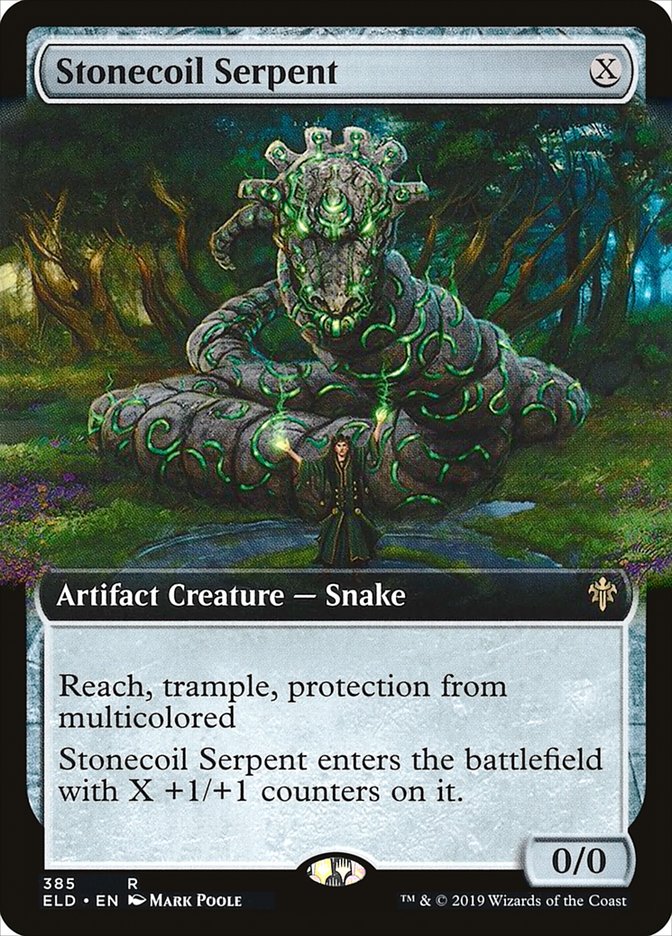 Stonecoil Serpent
X
Artifact Creature — Snake
Reach, trample, protection from
multicolored
Stonecoil Serpent enters the battlefield
with X +1/+1 counters on it.
0/0
385 R
ELD • EN Mark Poole
™ & © 2019 Wizards of the Coast